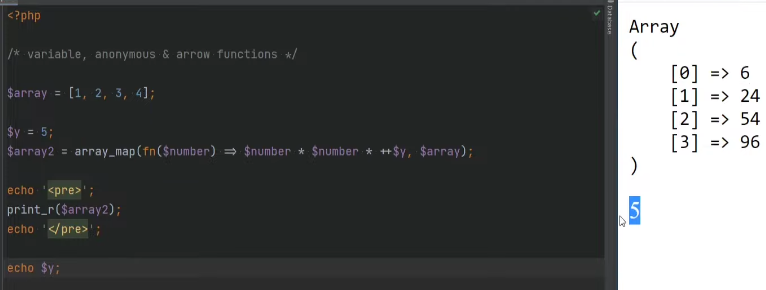 <?php
/* variable, anonymous & arrow functions */
$array = [1, 2, 3, 4];
$y = 5;
$array2 = array_map(fn($number) => $number * $number * ++$y, $array);
echo '<pre>';
print_r($array2);
echo '</pre>';
echo $y;
Database
Array
(
[0] => 6
[1] => 24
[2] => 54
[3] => 96
)
5